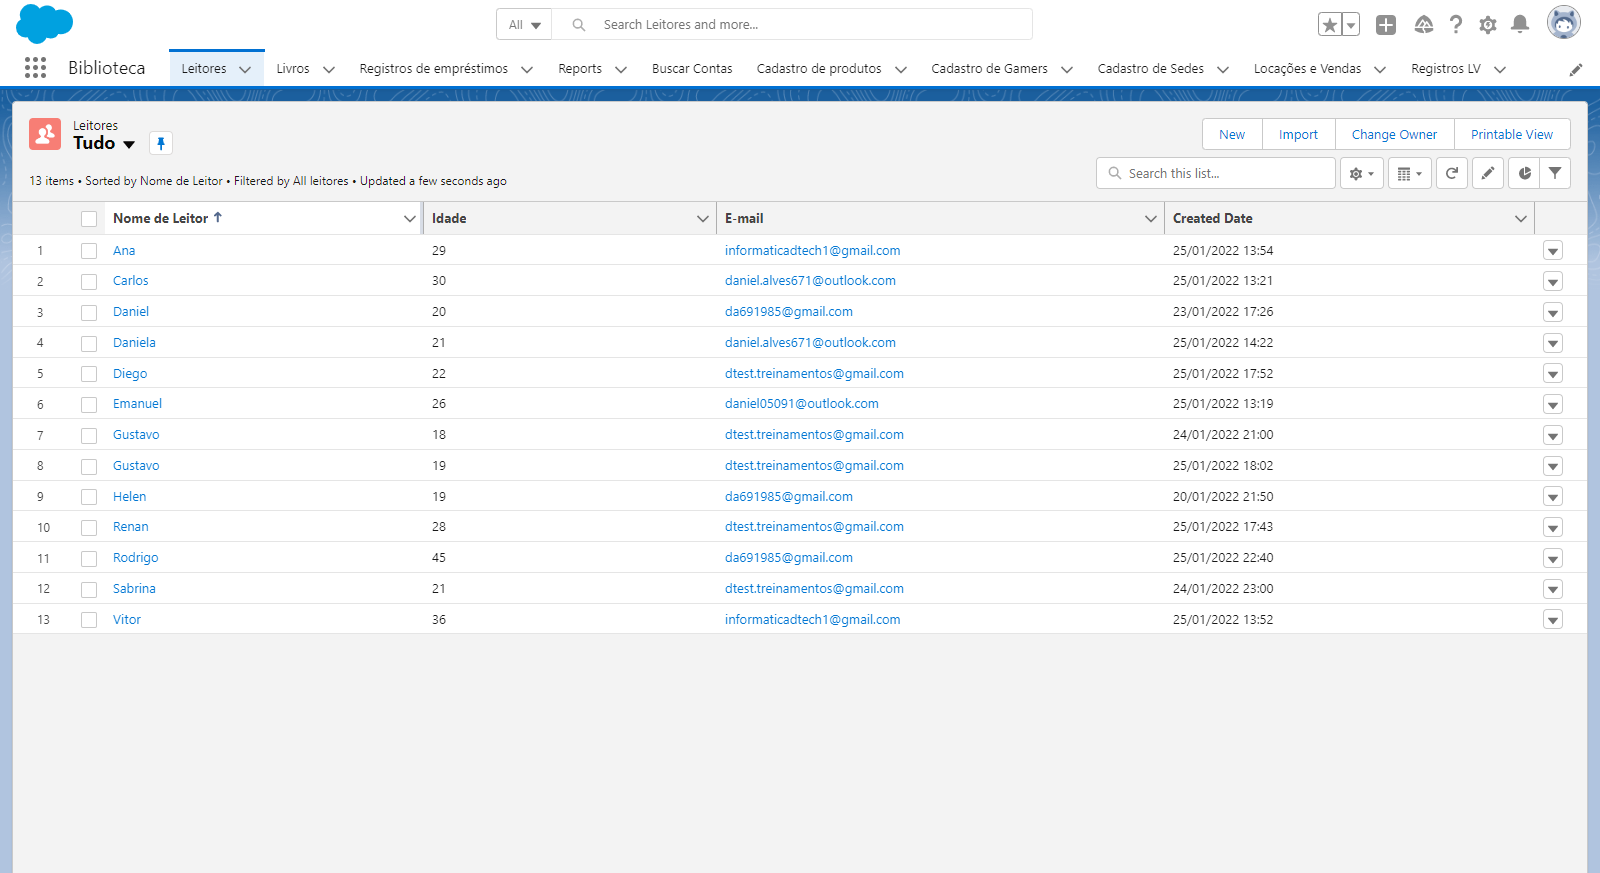 All
Search Leitores and more...
Biblioteca
Leitores
Livros
Registros de empréstimos
Reports
Buscar Contas
Cadastro de produtos
Cadastro de Gamers
Cadastro de Sedes
Locações e Vendas
Registros LV
Leitores
Tudo
New
Import
Change Owner
Printable View
13 items • Sorted by Nome de Leitor • Filtered by All leitores • Updated a few seconds ago
Search this list...
Nome de Leitor Idade E-mail Created Date
1 Ana 29 informaticadtech1@gmail.com 25/01/2022 13:54
2 Carlos 30 daniel.alves671@outlook.com 25/01/2022 13:21
3 Daniel 20 da691985@gmail.com 23/01/2022 17:26
4 Daniela 21 daniel.alves671@outlook.com 25/01/2022 14:22
5 Diego 22 dtest.treinamentos@gmail.com 25/01/2022 17:52
6 Emanuel 26 daniel05091@outlook.com 25/01/2022 13:19
7 Gustavo 18 dtest.treinamentos@gmail.com 24/01/2022 21:00
8 Gustavo 19 dtest.treinamentos@gmail.com 25/01/2022 18:02
9 Helen 19 da691985@gmail.com 20/01/2022 21:50
10 Renan 28 dtest.treinamentos@gmail.com 25/01/2022 17:43
11 Rodrigo 45 da691985@gmail.com 25/01/2022 22:40
12 Sabrina 21 dtest.treinamentos@gmail.com 24/01/2022 23:00
13 Vitor 36 informaticadtech1@gmail.com 25/01/2022 13:52